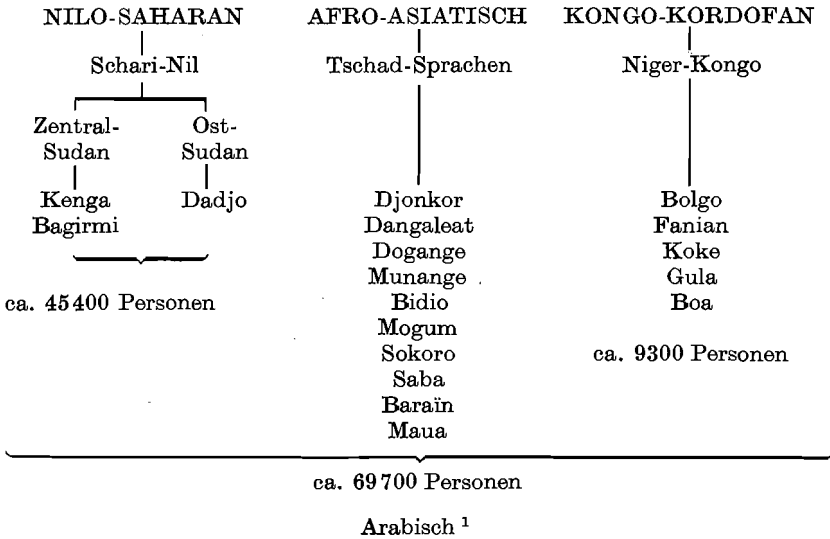 NILO-SAHARAN AFRO-ASIATISCH KONGO-KORDOFAN
Schari-Nil Tschad-Sprachen Niger-Kongo
Zentral- Ost-
Sudan Sudan
Kenga Dadjo Djonkor Bolgo
Bagirmi Dangaleat Fanian
Dogange Koke
Munange Gula
ca. 45400 Personen Bidio Boa
Mogum
Sokoro ca. 9300 Personen
Saba
Baraïn
Maua
ca. 69700 Personen
Arabisch ¹